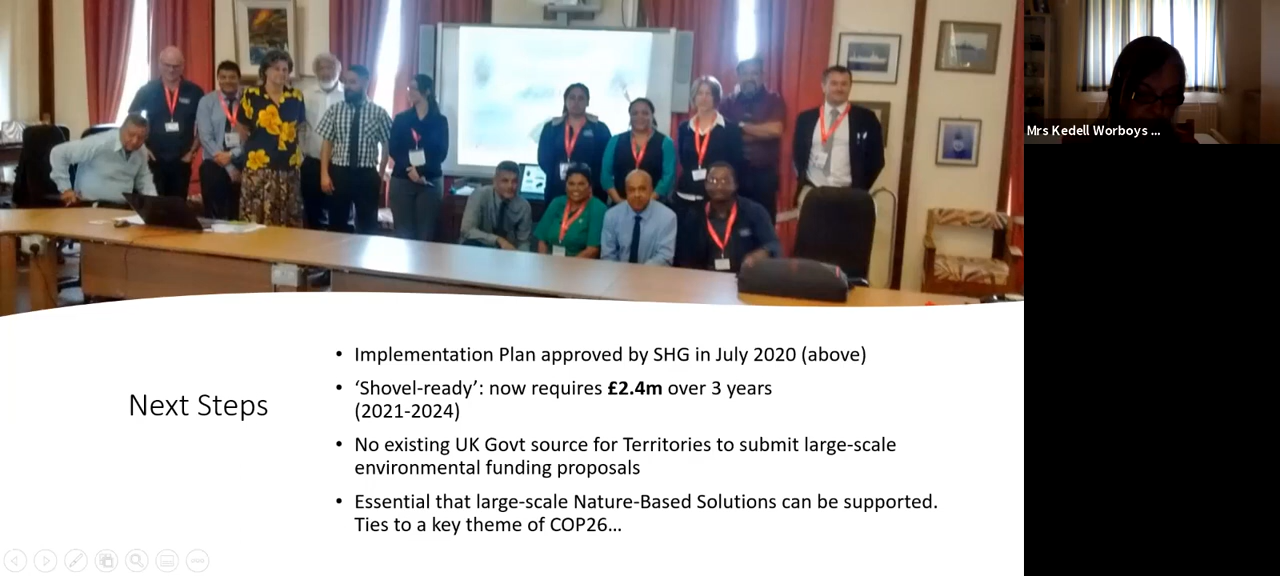 Mrs Kedell Worboys ...
Next Steps
• Implementation Plan approved by SHG in July 2020 (above)
• ‘Shovel-ready’: now requires £2.4m over 3 years
(2021-2024)
• No existing UK Govt source for Territories to submit large-scale
environmental funding proposals
• Essential that large-scale Nature-Based Solutions can be supported.
Ties to a key theme of COP26...